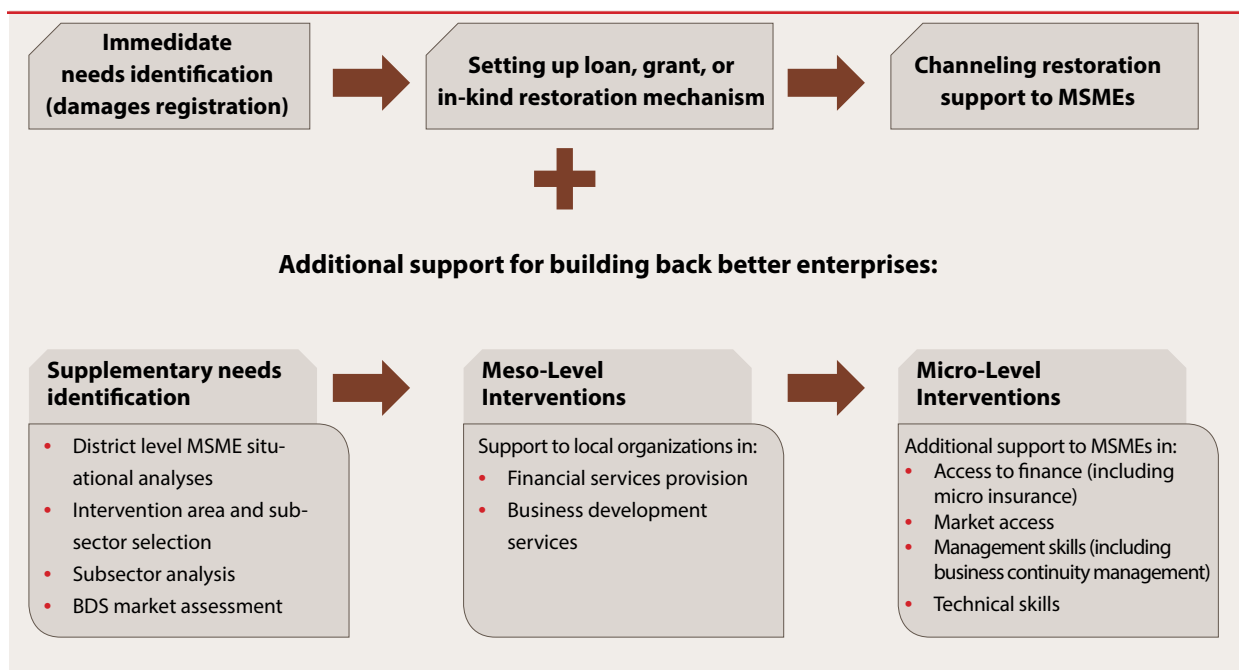 Immedidate
needs identification
(damages registration)
Setting up loan, grant, or
in-kind restoration mechanism
Channeling restoration
support to MSMEs
Additional support for building back better enterprises:
Supplementary needs
identification
• District level MSME situ-
ational analyses
• Intervention area and sub-
sector selection
• Subsector analysis
• BDS market assessment
Meso-Level
Interventions
Support to local organizations in:
• Financial services provision
• Business development
services
Micro-Level
Interventions
Additional support to MSMEs in:
• Access to finance (including
micro insurance)
• Market access
• Management skills (including
business continuity management)
• Technical skills